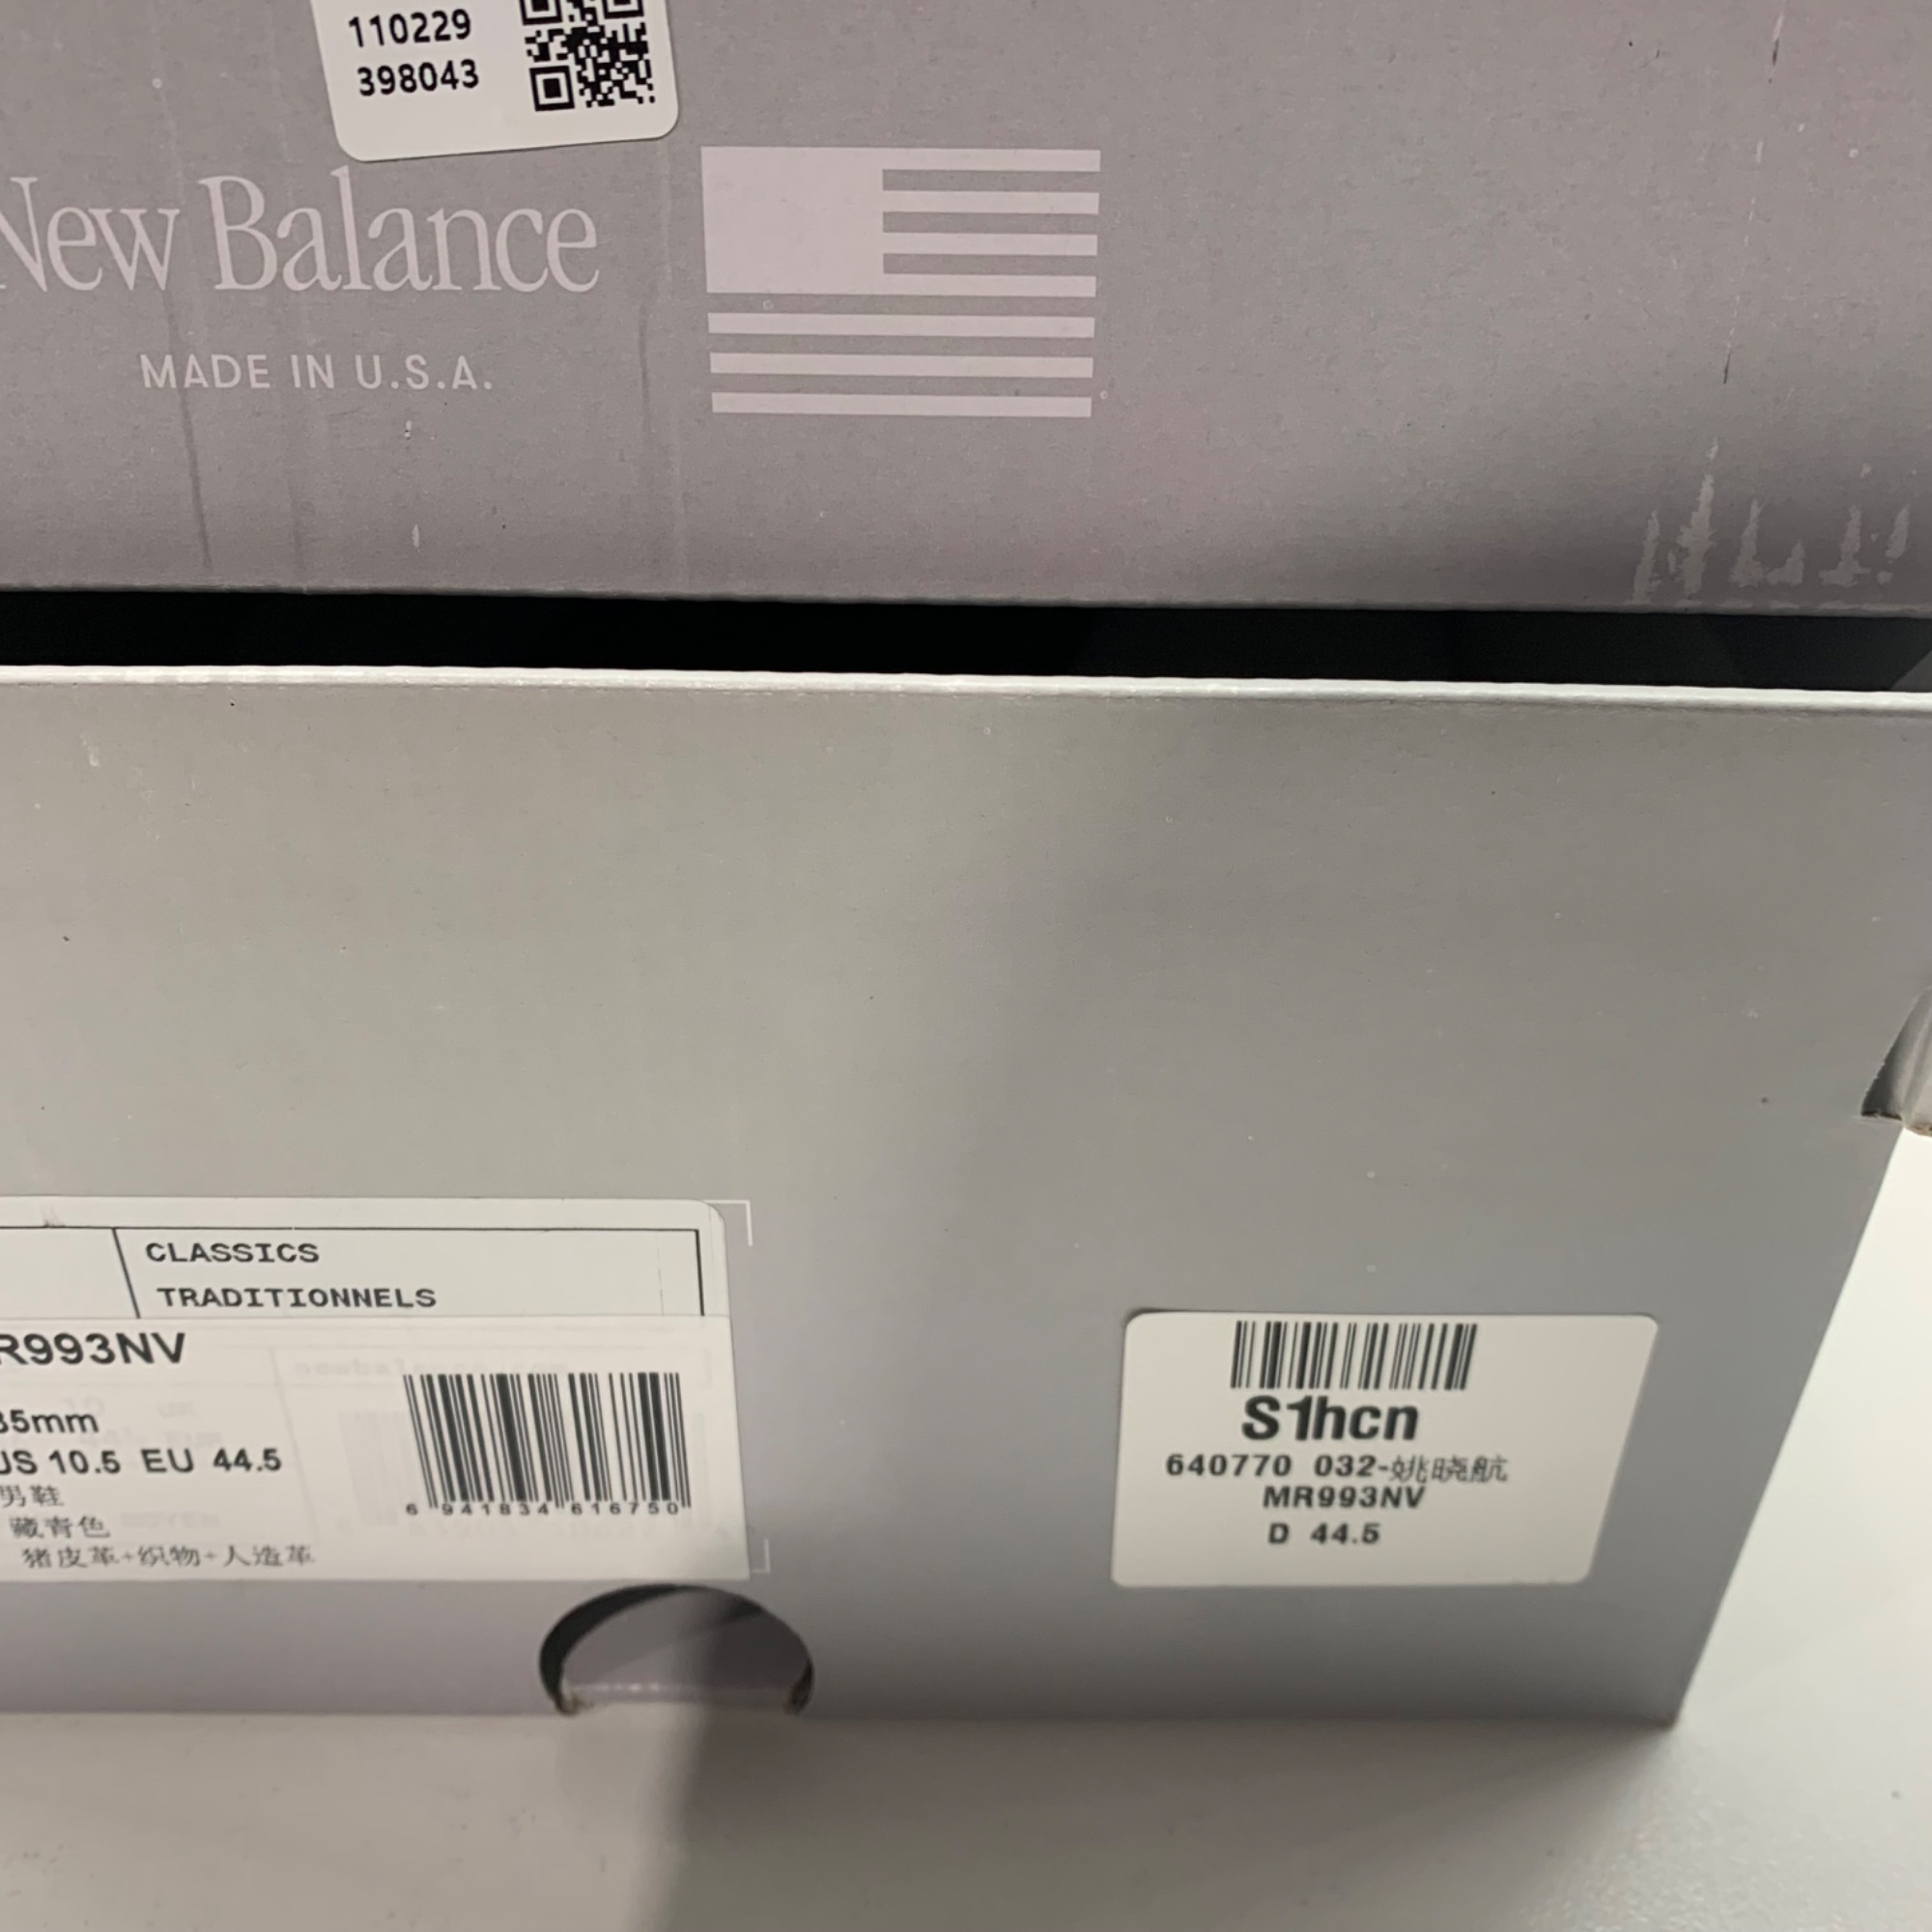 110229
398043
New Balance
MADE IN U.S.A.
CLASSICS
TRADITIONNELS
R993NV
35mm
US 10.5 EU 44.5
男鞋
藏青色
猪皮革+织物+人造革
6 941834 616750
S1hcn
640770 032-姚晓航
MR993NV
D 44.5